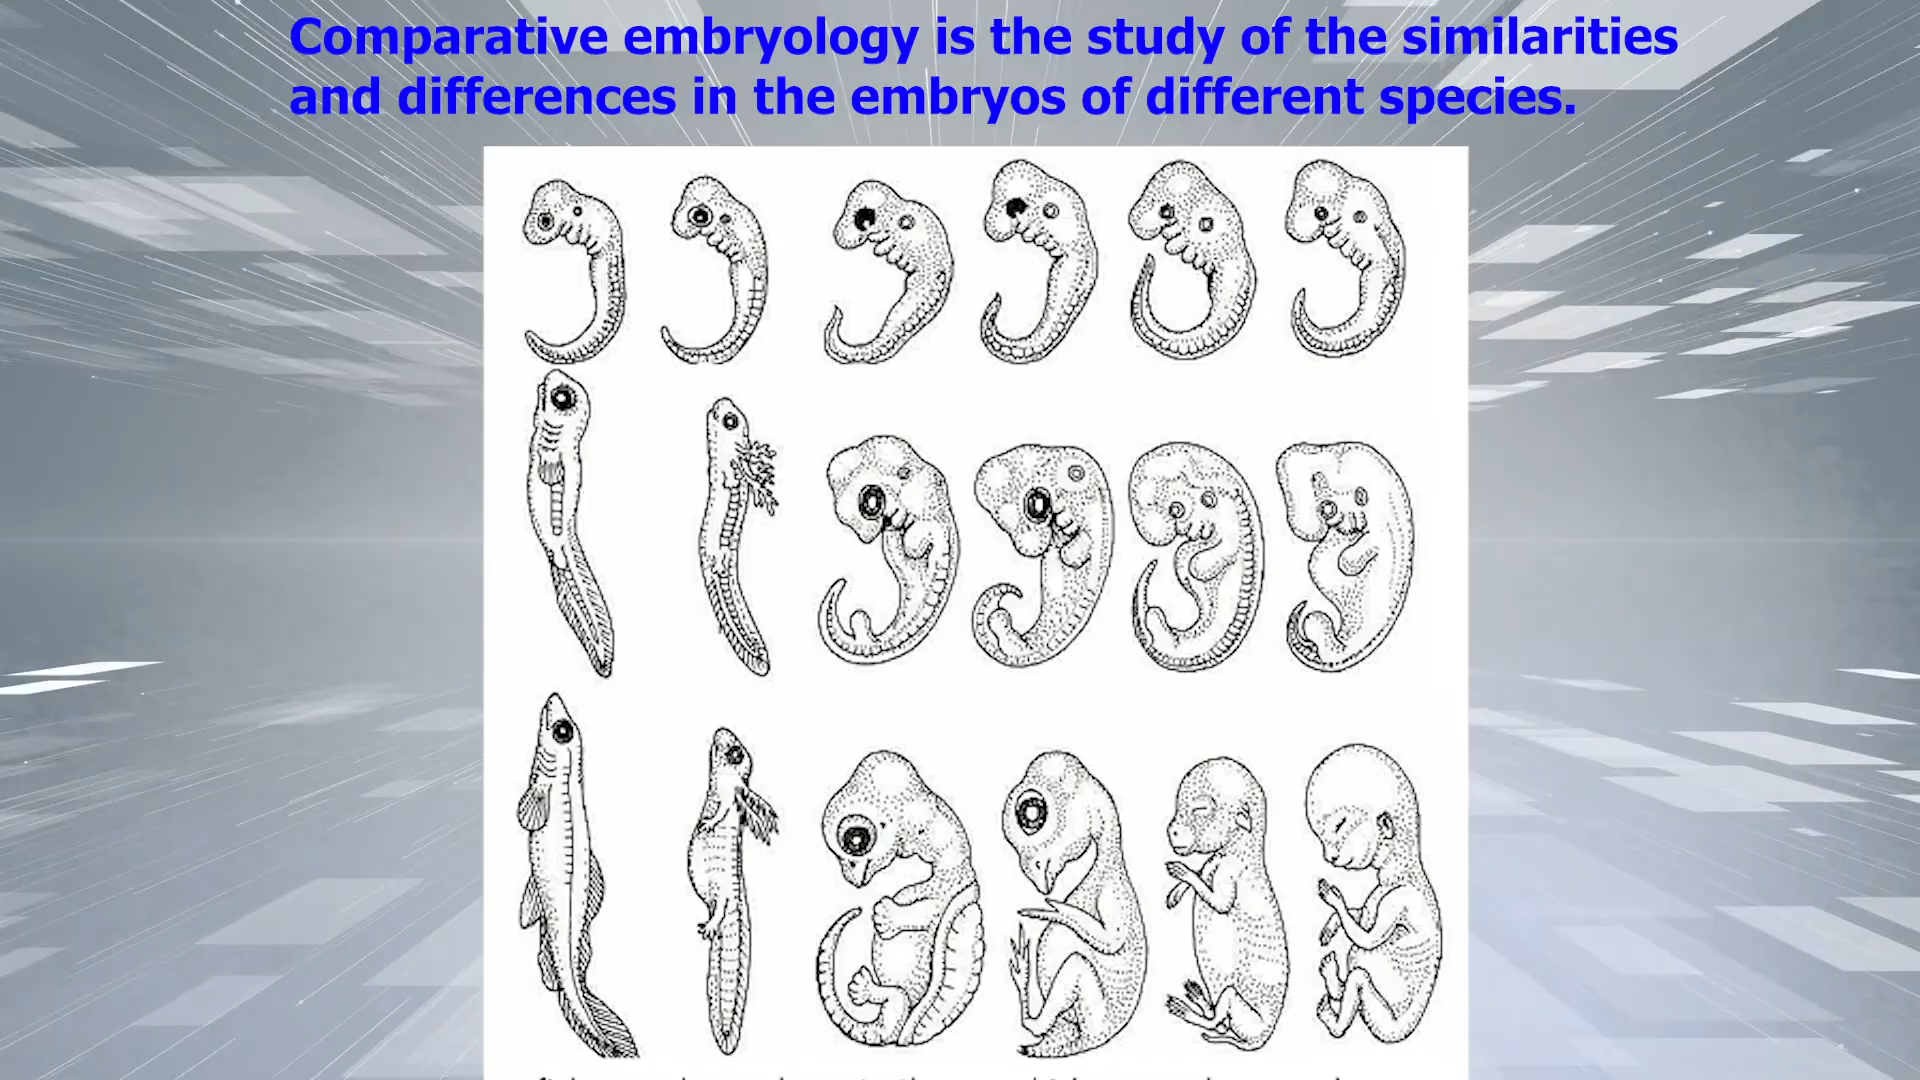 Comparative embryology is the study of the similarities
and differences in the embryos of different species.